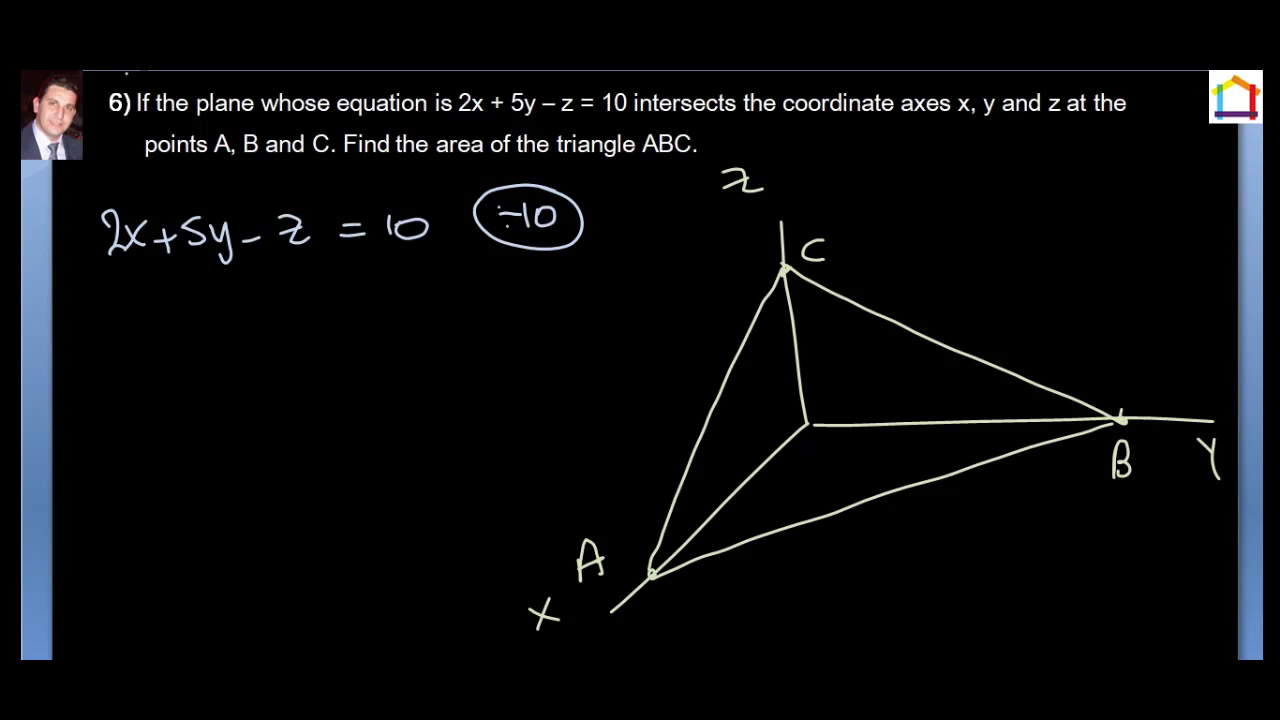 6) If the plane whose equation is 2x + 5y – z = 10 intersects the coordinate axes x, y and z at the
points A, B and C. Find the area of the triangle ABC.
z
2x+5y-z = 10 ÷10
C
B
Y
A
X